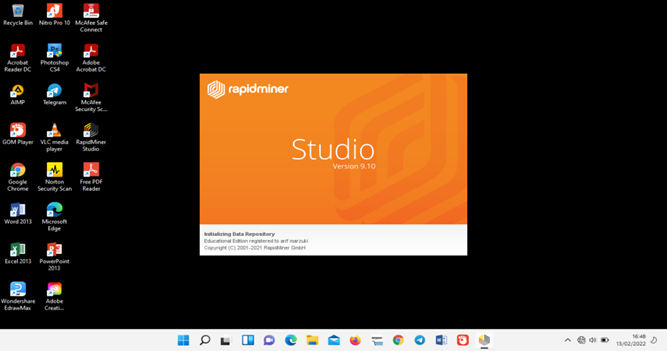 Recycle Bin
Nitro Pro 10
McAfee Safe
Connect
Acrobat
Reader DC
Photoshop
CS4
Adobe
Acrobat DC
AIMP
Telegram
McAfee
Security Sc...
GOM Player
VLC media
player
RapidMiner
Studio
Google
Chrome
Norton
Security Scan
Free PDF
Reader
Word 2013
Microsoft
Edge
Excel 2013
PowerPoint
2013
Wondershare
EdrawMax
Adobe
Creati...
rapidminer
Studio
Version 9.10
Initializing Data Repository
Educational Edition registered to arif marzuki
Copyright (C) 2001-2021 RapidMiner GmbH
16:48
13/02/2022